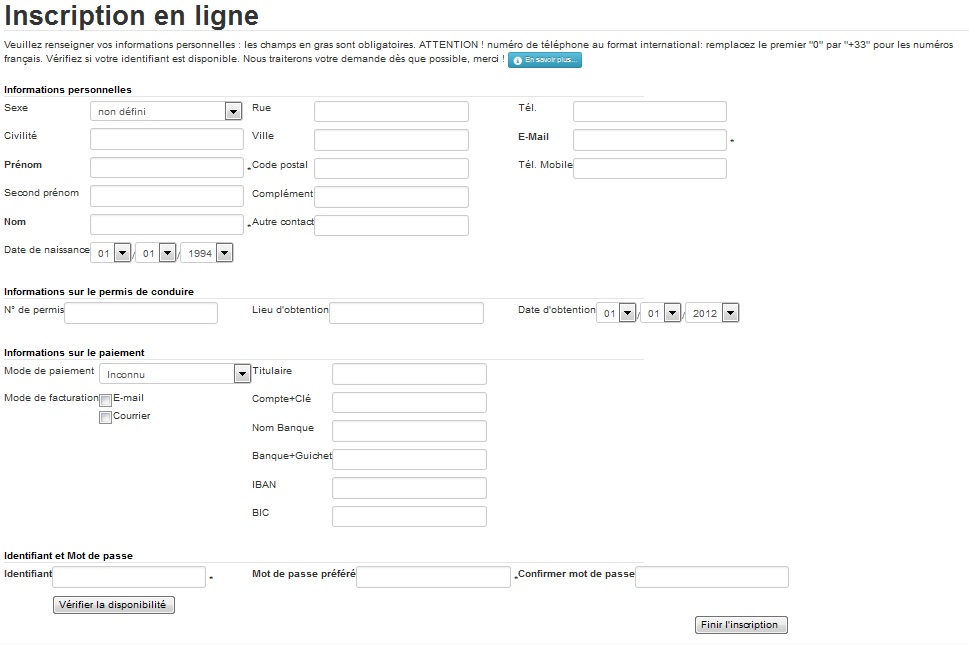 Inscription en ligne
Veuillez renseigner vos informations personnelles : les champs en gras sont obligatoires. ATTENTION ! numéro de téléphone au format international: remplacez le premier "0" par "+33" pour les numéros
français. Vérifiez si votre identifiant est disponible. Nous traiterons votre demande dès que possible, merci ! En savoir plus...
Informations personnelles
Sexe non défini Rue Tél.
Civilité Ville E-Mail *
Prénom * Code postal Tél. Mobile
Second prénom Complément
Nom * Autre contact
Date de naissance 01 / 01 / 1994
Informations sur le permis de conduire
N° de permis Lieu d'obtention Date d'obtention 01 / 01 / 2012
Informations sur le paiement
Mode de paiement Inconnu Titulaire
Mode de facturation E-mail Compte+Clé
Courrier
Nom Banque
Banque+Guichet
IBAN
BIC
Identifiant et Mot de passe
Identifiant * Mot de passe préféré * Confirmer mot de passe
Vérifier la disponibilité
Finir l'inscription